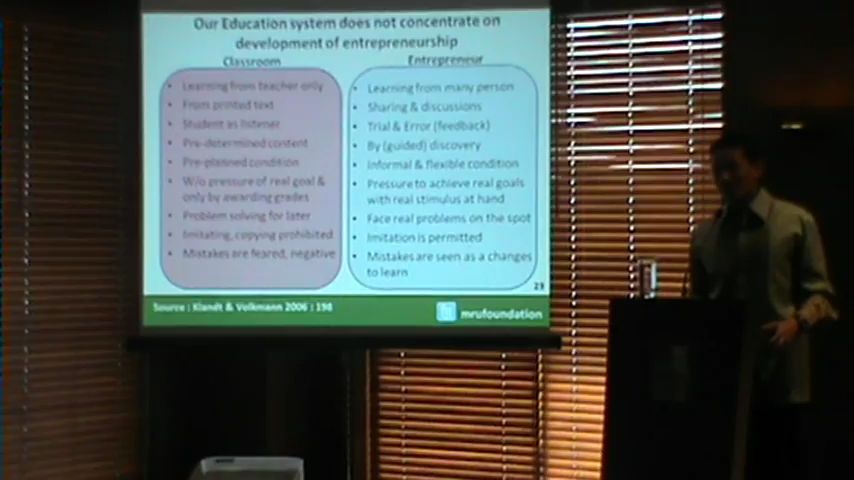 Our Education system does not concentrate on
development of entrepreneurship
Classroom
• Learning from teacher only
• From printed text
• Student as listener
• Pre-determined content
• Pre-planned condition
• W/o pressure of real goal &
only by awarding grades
• Problem solving for later
• Imitating, copying prohibited
• Mistakes are feared, negative
Entrepreneur
• Learning from many person
• Sharing & discussions
• Trial & Error (feedback)
• By (guided) discovery
• Informal & flexible condition
• Pressure to achieve real goals
with real stimulus at hand
• Face real problems on the spot
• Imitation is permitted
• Mistakes are seen as a changes
to learn
23
Source : Klandt & Volkmann 2006 : 198
mrufoundation